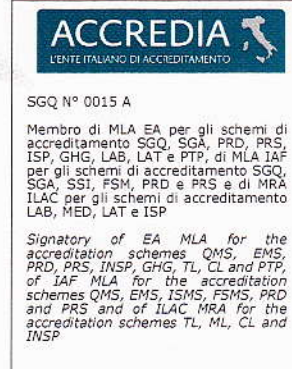 ACCREDIA
L'ENTE ITALIANO DI ACCREDITAMENTO
SGQ N° 0015 A
Membro di MLA EA per gli schemi di
accreditamento SGQ, SGA, PRD, PRS,
ISP, GHG, LAB, LAT e PTP, di MLA IAF
per gli schemi di accreditamento SGQ,
SGA, SSI, FSM, PRD e PRS e di MRA
ILAC per gli schemi di accreditamento
LAB, MED, LAT e ISP
Signatory of EA MLA for the
accreditation schemes QMS, EMS,
PRD, PRS, INSP, GHG, TL, CL and PTP,
of IAF MLA for the accreditation
schemes QMS, EMS, ISMS, FSMS, PRD
and PRS and of ILAC MRA for the
accreditation schemes TL, ML, CL and
INSP